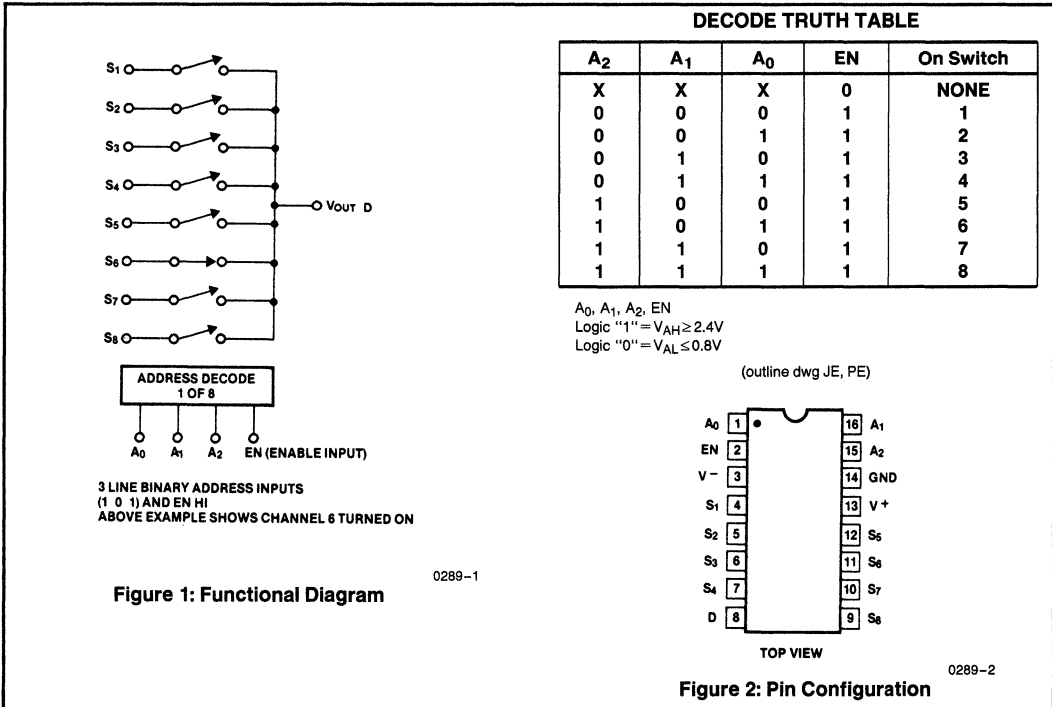 S1
S2
S3
S4
S5
S6
S7
S8
VOUT D
ADDRESS DECODE
1 OF 8
A0 A1 A2 EN (ENABLE INPUT)
3 LINE BINARY ADDRESS INPUTS
(1 0 1) AND EN HI
ABOVE EXAMPLE SHOWS CHANNEL 6 TURNED ON
0289–1
Figure 1: Functional Diagram
DECODE TRUTH TABLE
A2 A1 A0 EN On Switch
X X X 0 NONE
0 0 0 1 1
0 0 1 1 2
0 1 0 1 3
0 1 1 1 4
1 0 0 1 5
1 0 1 1 6
1 1 0 1 7
1 1 1 1 8
A0, A1, A2, EN
Logic "1" = VAH ≥ 2.4V
Logic "0" = VAL ≤ 0.8V
(outline dwg JE, PE)
A0 1 16 A1
EN 2 15 A2
V− 3 14 GND
S1 4 13 V+
S2 5 12 S5
S3 6 11 S6
S4 7 10 S7
D 8 9 S8
TOP VIEW
0289–2
Figure 2: Pin Configuration